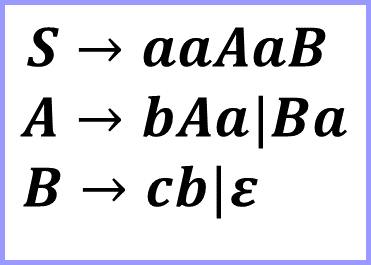 S → aaAaB
A → bAa|Ba
B → cb|ε